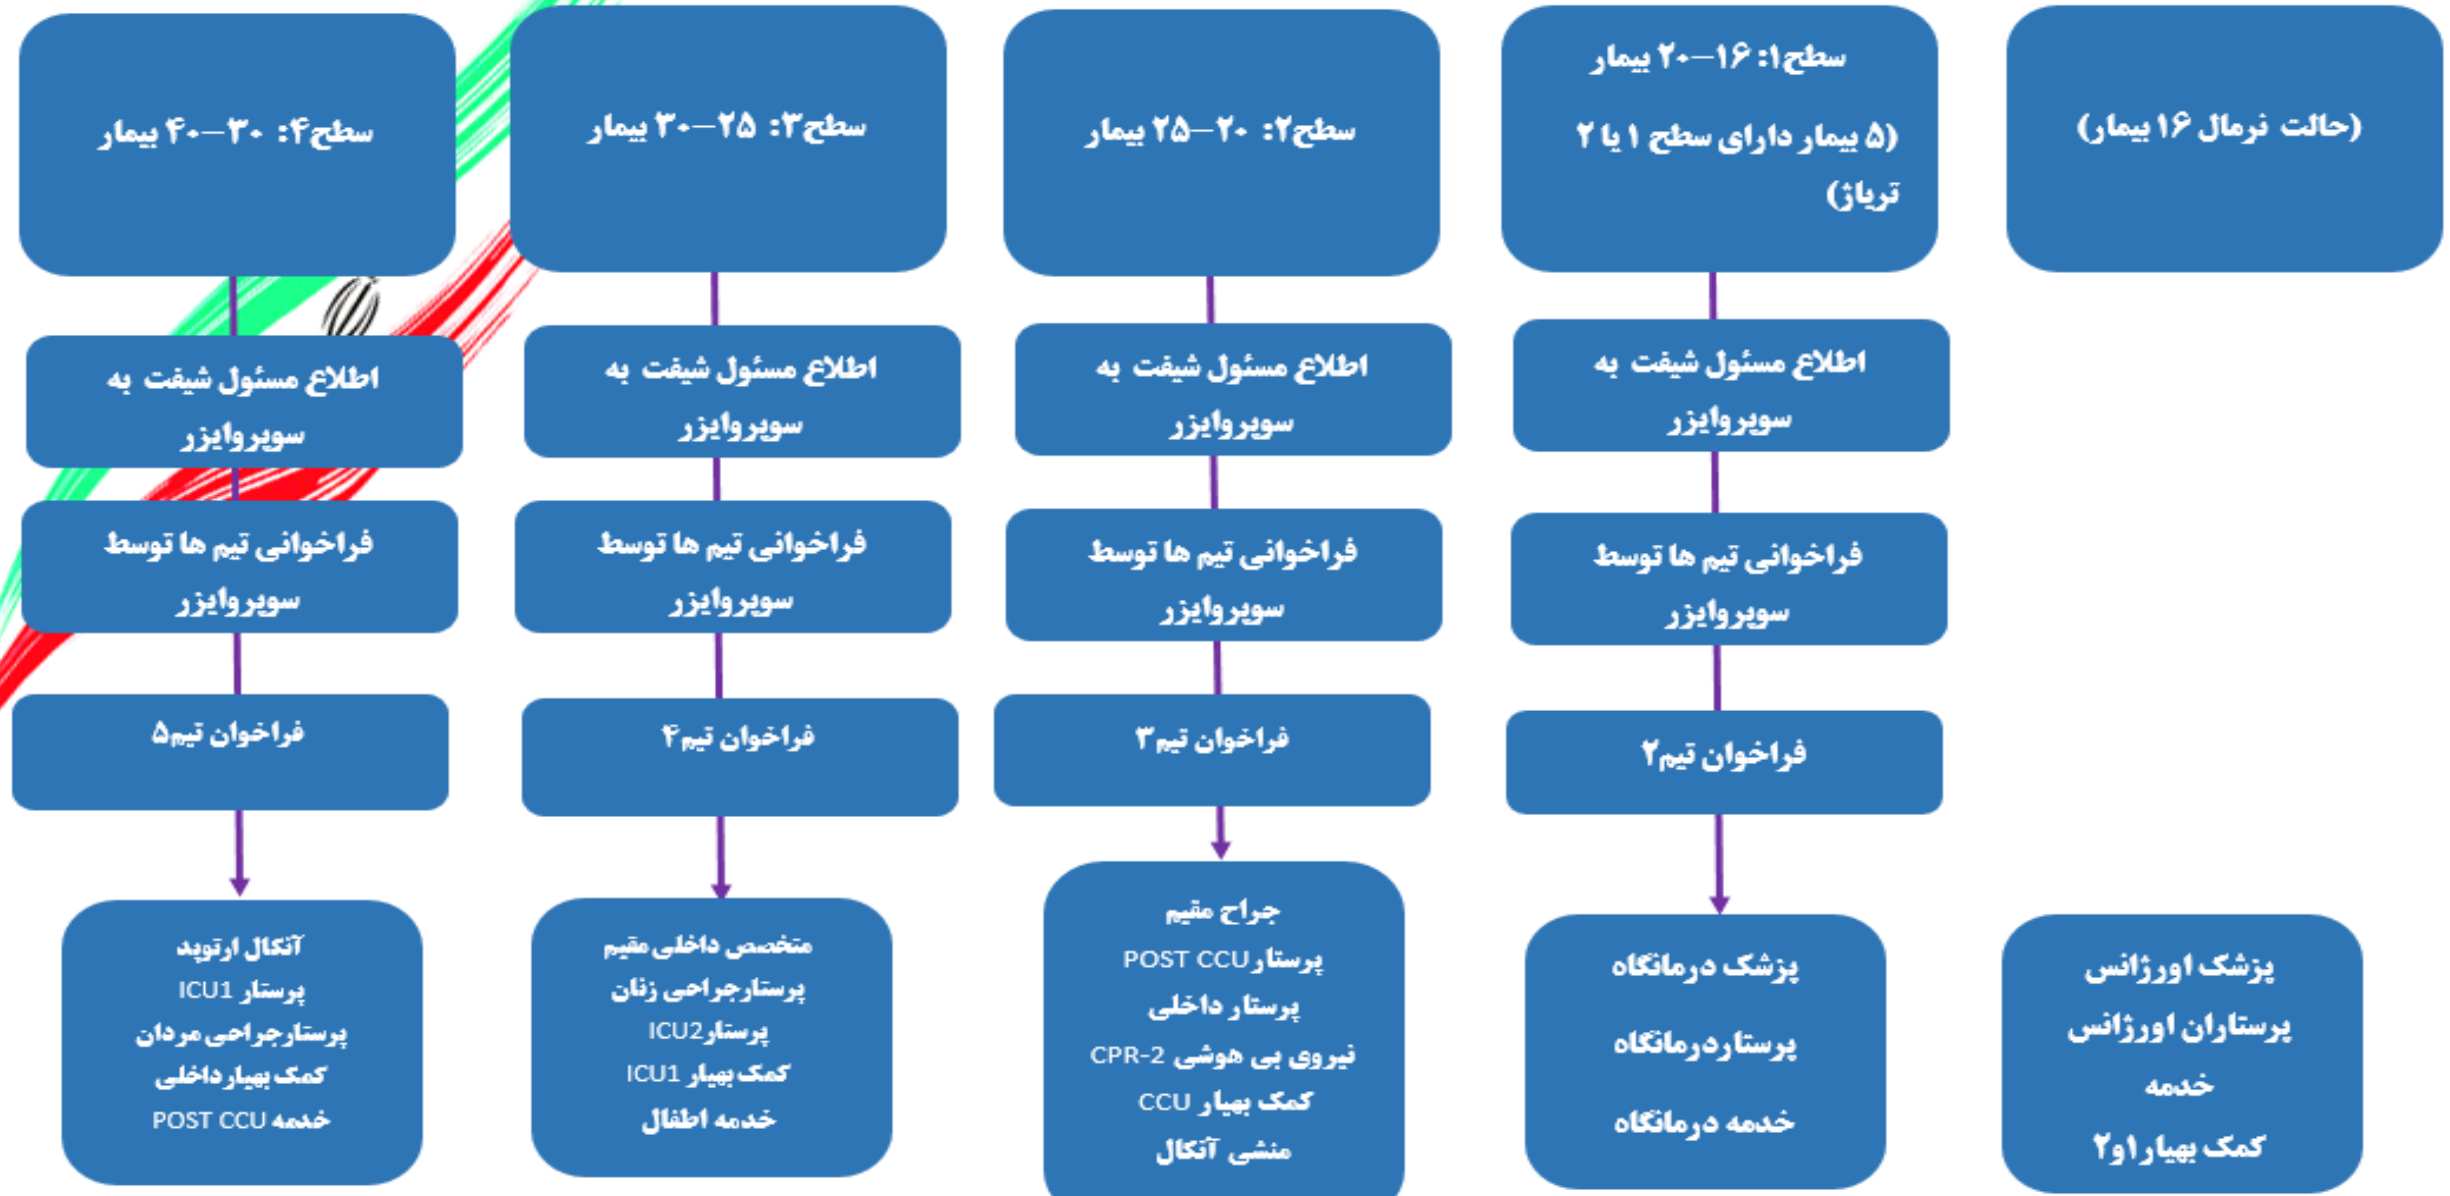 (حالت نرمال ۱۶ بیمار)
پزشک اورژانس
پرستاران اورژانس
خدمه
کمک بهیار ۱و۲
سطح۱: ۱۶–۲۰ بیمار
(۵ بیمار دارای سطح ۱ یا ۲
تریاژ)
اطلاع مسئول شیفت به
سوپروایزر
فراخوانی تیم ها توسط
سوپروایزر
فراخوان تیم۲
پزشک درمانگاه
پرستاردرمانگاه
خدمه درمانگاه
سطح۲: ۲۰–۲۵ بیمار
اطلاع مسئول شیفت به
سوپروایزر
فراخوانی تیم ها توسط
سوپروایزر
فراخوان تیم۳
جراح مقیم
پرستار POST CCU
پرستار داخلی
نیروی بی هوشی CPR-2
کمک بهیار CCU
منشی آنکال
سطح۳: ۲۵–۳۰ بیمار
اطلاع مسئول شیفت به
سوپروایزر
فراخوانی تیم ها توسط
سوپروایزر
فراخوان تیم۴
متخصص داخلی مقیم
پرستارجراحی زنان
پرستار ICU2
کمک بهیار ICU1
خدمه اطفال
سطح۴: ۳۰–۴۰ بیمار
اطلاع مسئول شیفت به
سوپروایزر
فراخوانی تیم ها توسط
سوپروایزر
فراخوان تیم۵
آنکال ارتوپد
پرستار ICU1
پرستارجراحی مردان
کمک بهیارداخلی
خدمه POST CCU